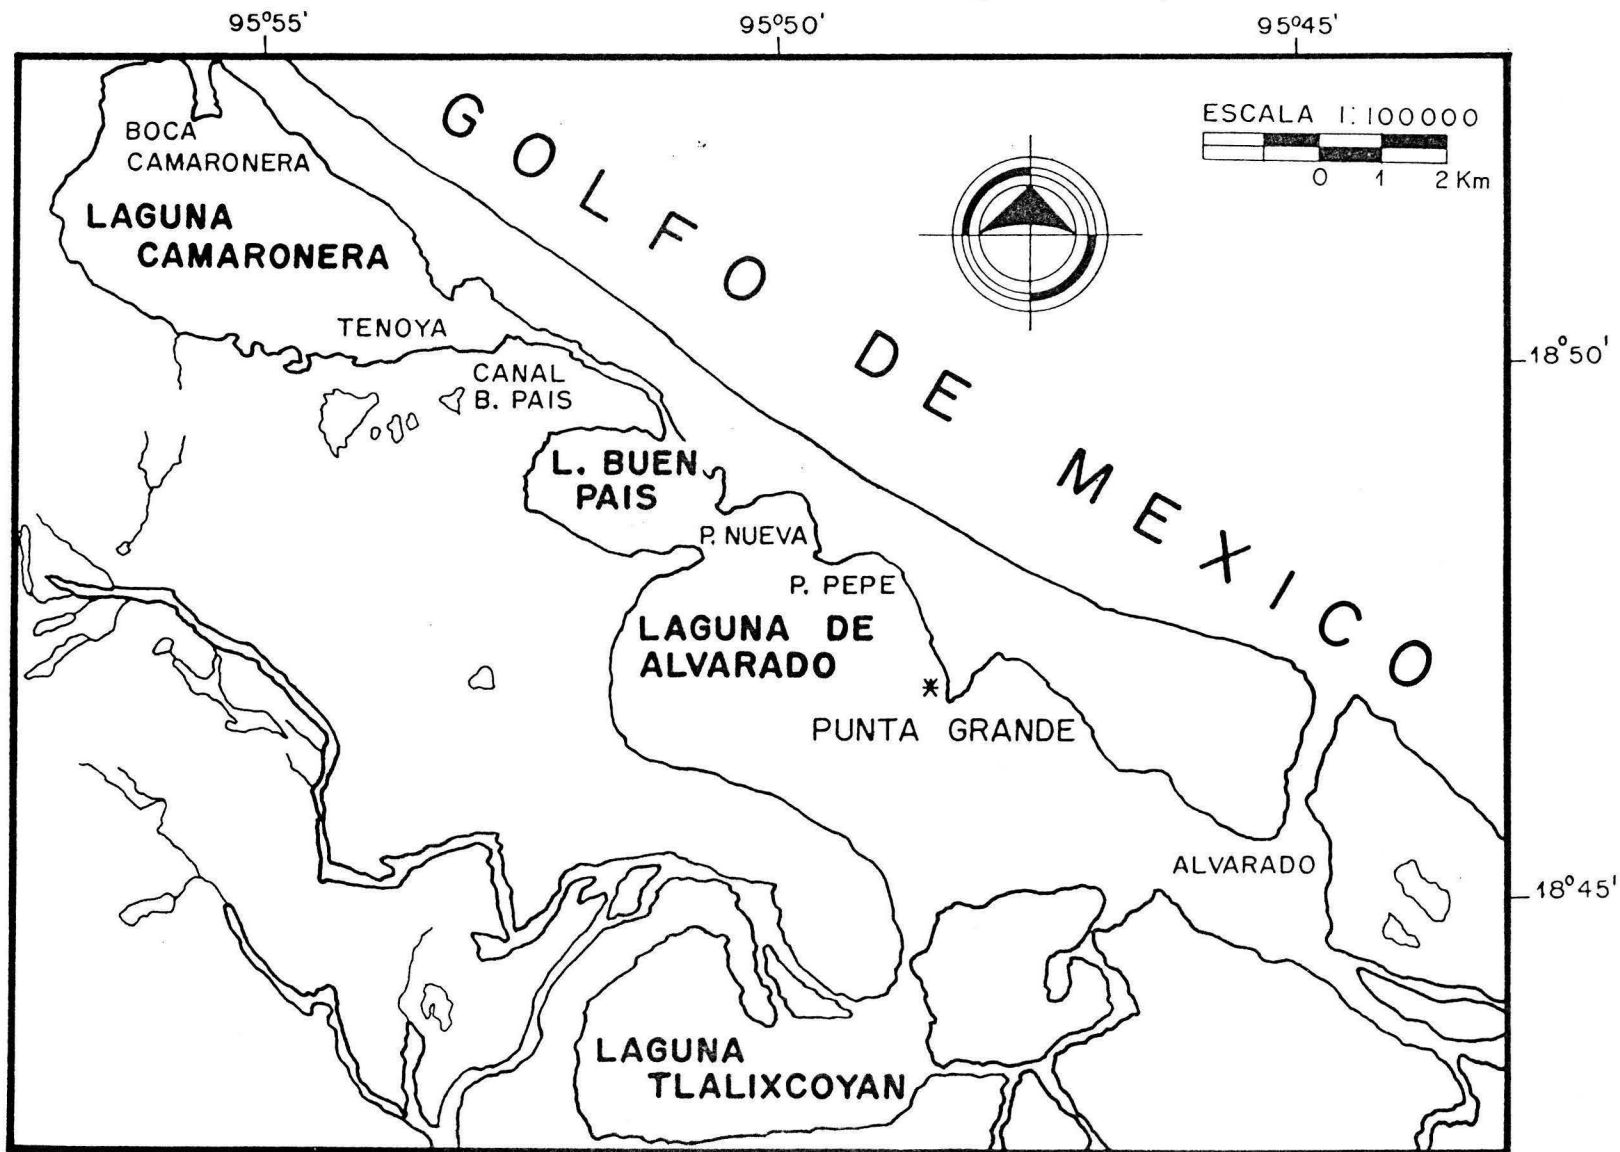 95°55' 95°50' 95°45'
GOLFO DE MEXICO
ESCALA 1:100000
0 1 2 Km
BOCA
CAMARONERA
LAGUNA
CAMARONERA
TENOYA
18°50'
CANAL
B. PAIS
L. BUEN
PAIS
P. NUEVA
P. PEPE
LAGUNA DE
ALVARADO
PUNTA GRANDE
ALVARADO
18°45'
LAGUNA
TLALIXCOYAN